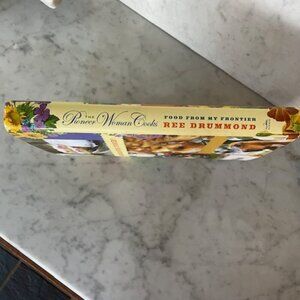 THE
Pioneer Woman Cooks
FOOD FROM MY FRONTIER
REE DRUMMOND